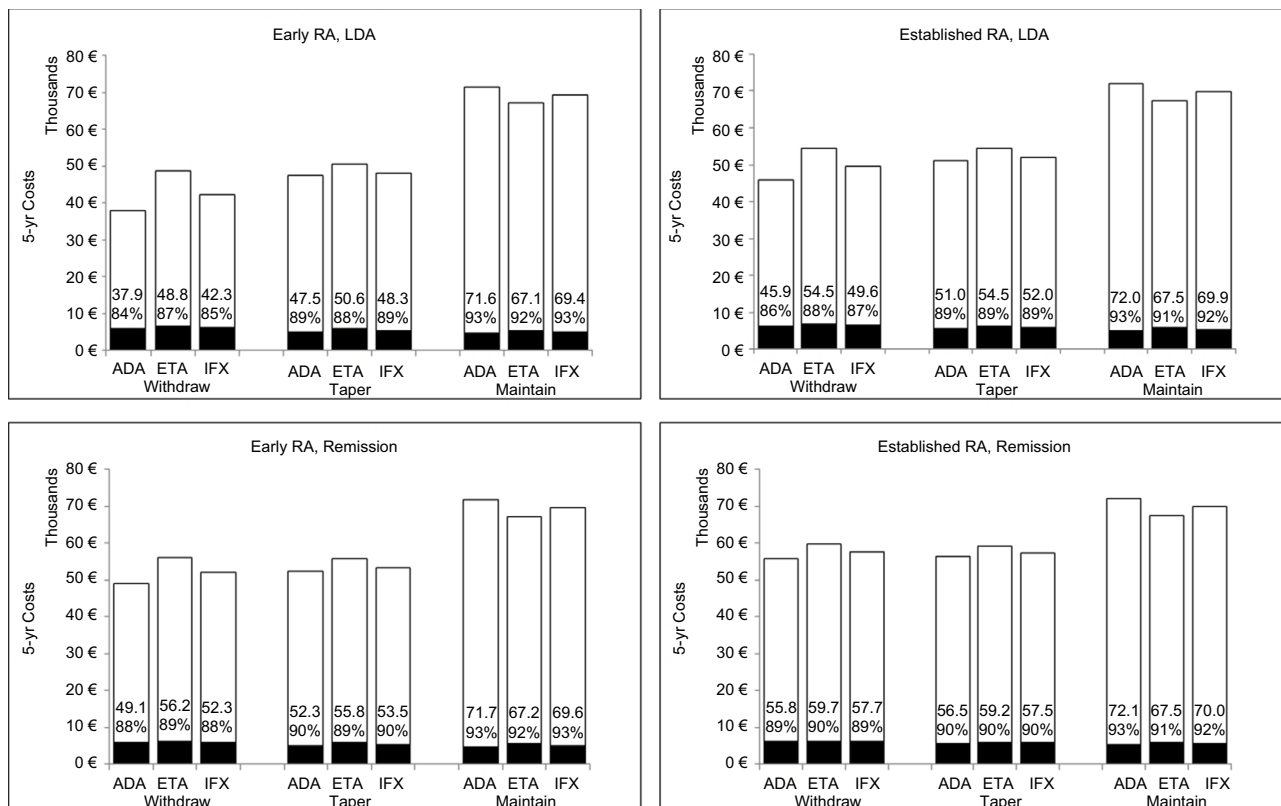 Early RA, LDA
5-yr Costs
Thousands
80 €
70 €
60 €
50 €
40 €
30 €
20 €
10 €
0 €
37.9 48.8 42.3 47.5 50.6 48.3 71.6 67.1 69.4
84% 87% 85% 89% 88% 89% 93% 92% 93%
ADA ETA IFX ADA ETA IFX ADA ETA IFX
Withdraw Taper Maintain
Established RA, LDA
5-yr Costs
Thousands
80 €
70 €
60 €
50 €
40 €
30 €
20 €
10 €
0 €
45.9 54.5 49.6 51.0 54.5 52.0 72.0 67.5 69.9
86% 88% 87% 89% 89% 89% 93% 91% 92%
ADA ETA IFX ADA ETA IFX ADA ETA IFX
Withdraw Taper Maintain
Early RA, Remission
5-yr Costs
Thousands
80 €
70 €
60 €
50 €
40 €
30 €
20 €
10 €
0 €
49.1 56.2 52.3 52.3 55.8 53.5 71.7 67.2 69.6
88% 89% 88% 90% 89% 90% 93% 92% 93%
ADA ETA IFX ADA ETA IFX ADA ETA IFX
Withdraw Taper Maintain
Established RA, Remission
5-yr Costs
Thousands
80 €
70 €
60 €
50 €
40 €
30 €
20 €
10 €
0 €
55.8 59.7 57.7 56.5 59.2 57.5 72.1 67.5 70.0
89% 90% 89% 90% 90% 90% 93% 91% 92%
ADA ETA IFX ADA ETA IFX ADA ETA IFX
Withdraw Taper Maintain